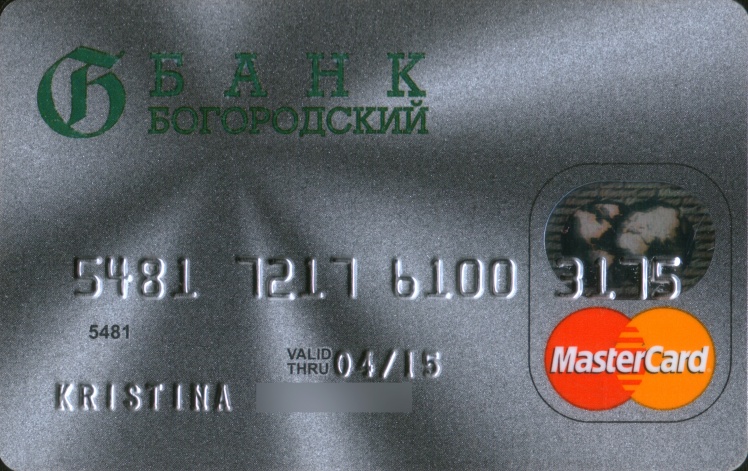 Б
БАНК
БОГОРОДСКИЙ
5481 7217 6100 3175
5481
VALID THRU 04/15
MasterCard
KRISTINA